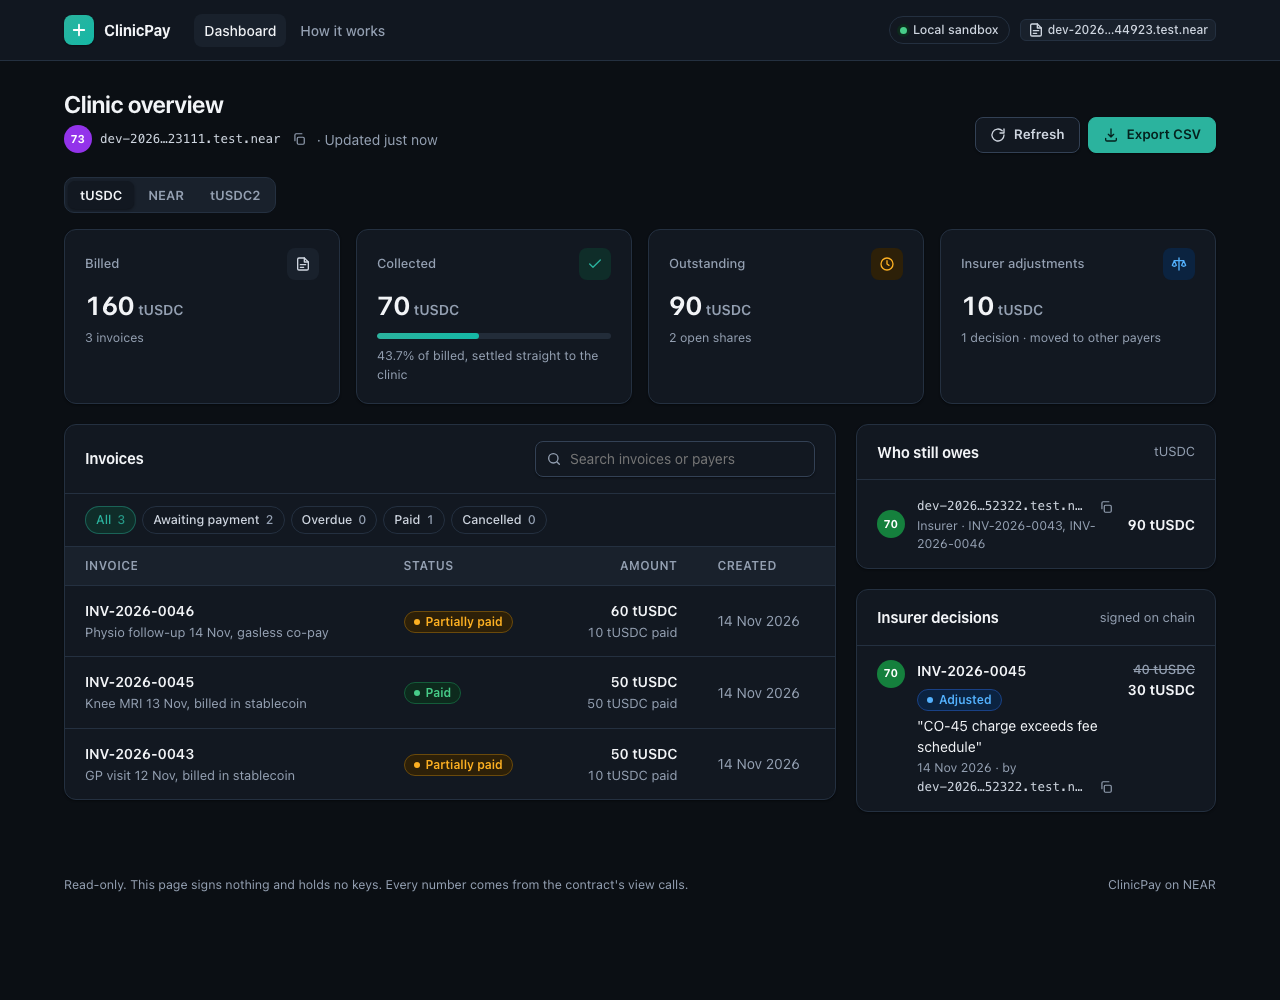 ClinicPay
Dashboard
How it works
Local sandbox
dev-2026…44923.test.near
Clinic overview
73
dev-2026…23111.test.near
· Updated just now
Refresh
Export CSV
tUSDC
NEAR
tUSDC2
Billed
160 tUSDC
3 invoices
Collected
70 tUSDC
43.7% of billed, settled straight to the
clinic
Outstanding
90 tUSDC
2 open shares
Insurer adjustments
10 tUSDC
1 decision · moved to other payers
Invoices
Search invoices or payers
All 3
Awaiting payment 2
Overdue 0
Paid 1
Cancelled 0
INVOICE STATUS AMOUNT CREATED
INV-2026-0046
Physio follow-up 14 Nov, gasless co-pay
Partially paid
60 tUSDC
10 tUSDC paid
14 Nov 2026
INV-2026-0045
Knee MRI 13 Nov, billed in stablecoin
Paid
50 tUSDC
50 tUSDC paid
14 Nov 2026
INV-2026-0043
GP visit 12 Nov, billed in stablecoin
Partially paid
50 tUSDC
10 tUSDC paid
14 Nov 2026
Who still owes
tUSDC
70
dev-2026…52322.test.n…
Insurer · INV-2026-0043, INV-
2026-0046
90 tUSDC
Insurer decisions
signed on chain
70
INV-2026-0045
40 tUSDC
30 tUSDC
Adjusted
"CO-45 charge exceeds fee
schedule"
14 Nov 2026 · by
dev-2026…52322.test.n…
Read-only. This page signs nothing and holds no keys. Every number comes from the contract's view calls.
ClinicPay on NEAR